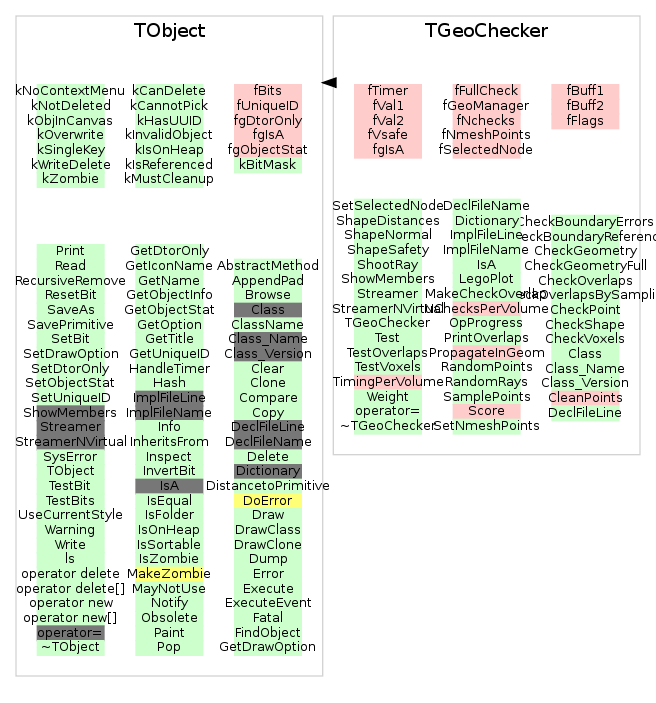 TObject
kNoContextMenu
kNotDeleted
kObjInCanvas
kOverwrite
kSingleKey
kWriteDelete
kZombie
kCanDelete
kCannotPick
kHasUUID
kInvalidObject
kIsOnHeap
kIsReferenced
kMustCleanup
fBits
fUniqueID
fgDtorOnly
fgIsA
fgObjectStat
kBitMask
Print
Read
RecursiveRemove
ResetBit
SaveAs
SavePrimitive
SetBit
SetDrawOption
SetDtorOnly
SetObjectStat
SetUniqueID
ShowMembers
Streamer
StreamerNVirtual
SysError
TObject
TestBit
TestBits
UseCurrentStyle
Warning
Write
ls
operator delete
operator delete[]
operator new
operator new[]
operator=
~TObject
GetDtorOnly
GetIconName
GetName
GetObjectInfo
GetObjectStat
GetOption
GetTitle
GetUniqueID
HandleTimer
Hash
ImplFileLine
ImplFileName
Info
InheritsFrom
Inspect
InvertBit
IsA
IsEqual
IsFolder
IsOnHeap
IsSortable
IsZombie
MakeZombie
MayNotUse
Notify
Obsolete
Paint
Pop
AbstractMethod
AppendPad
Browse
Class
ClassName
Class_Name
Class_Version
Clear
Clone
Compare
Copy
DeclFileLine
DeclFileName
Delete
Dictionary
DistancetoPrimitive
DoError
Draw
DrawClass
DrawClone
Dump
Error
Execute
ExecuteEvent
Fatal
FindObject
GetDrawOption
TGeoChecker
fTimer
fVal1
fVal2
fVsafe
fgIsA
fFullCheck
fGeoManager
fNchecks
fNmeshPoints
fSelectedNode
fBuff1
fBuff2
fFlags
SetSelectedNode
ShapeDistances
ShapeNormal
ShapeSafety
ShootRay
ShowMembers
Streamer
StreamerNVirtual
TGeoChecker
Test
TestOverlaps
TestVoxels
TimingPerVolume
Weight
operator=
~TGeoChecker
DeclFileName
Dictionary
ImplFileLine
ImplFileName
IsA
LegoPlot
MakeCheckOverlap
NChecksPerVolume
OpProgress
PrintOverlaps
PropagateInGeom
RandomPoints
RandomRays
SamplePoints
Score
SetNmeshPoints
CheckBoundaryErrors
CheckGeometry
CheckGeometryFull
CheckOverlaps
CheckPoint
CheckShape
CheckVoxels
Class
Class_Name
Class_Version
CleanPoints
DeclFileLine